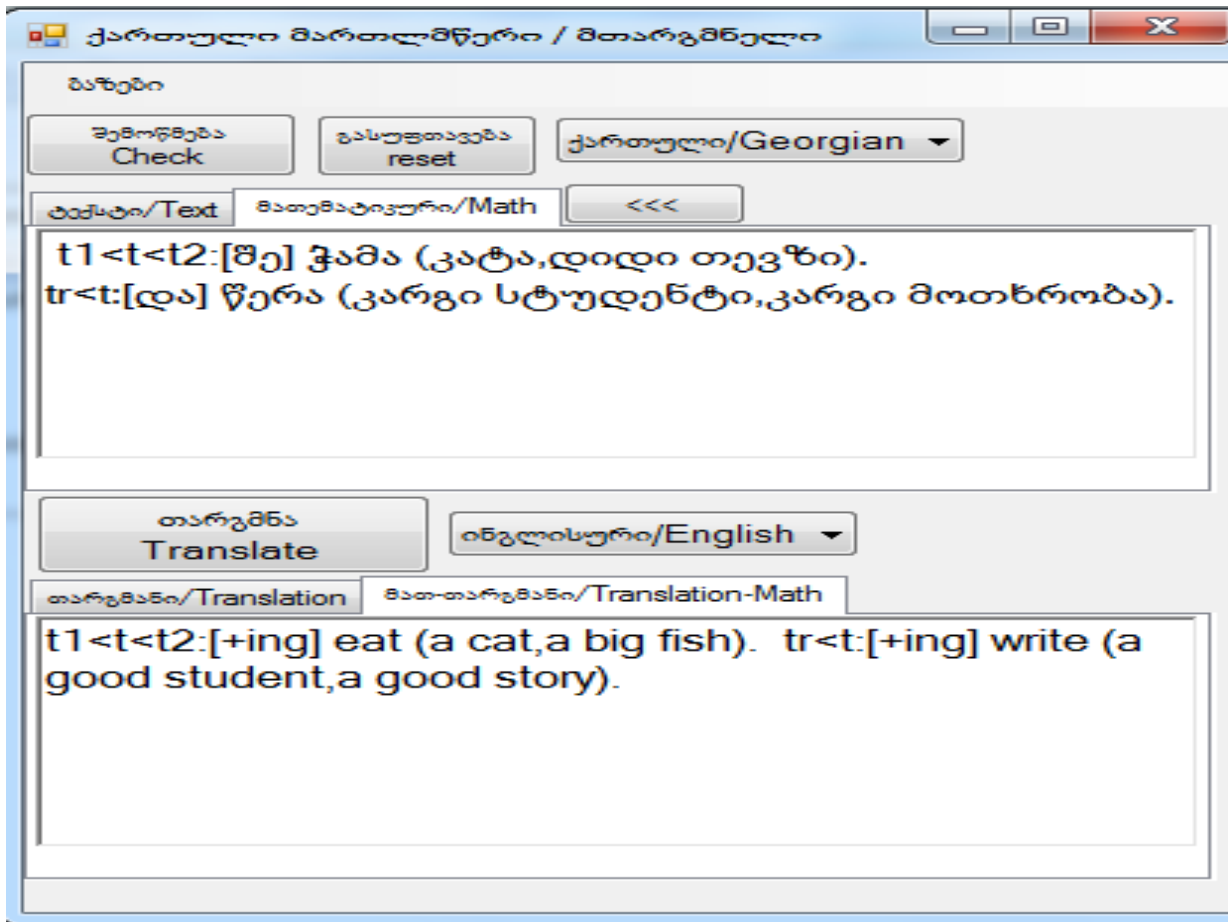 ქართული მართლმწერი / მთარგმნელი
ბაზები
შემოწმება
Check
გასუფთავება
reset
ქართული/Georgian
ტექსტი/Text
მათემატიკური/Math
<<<
t1<t<t2:[შე] ჭამა (კატა,დიდი თევზი).
tr<t:[და] წერა (კარგი სტუდენტი,კარგი მოთხრობა).
თარგმნა
Translate
ინგლისური/English
თარგმანი/Translation
მათ-თარგმანი/Translation-Math
t1<t<t2:[+ing] eat (a cat,a big fish).  tr<t:[+ing] write (a
good student,a good story).